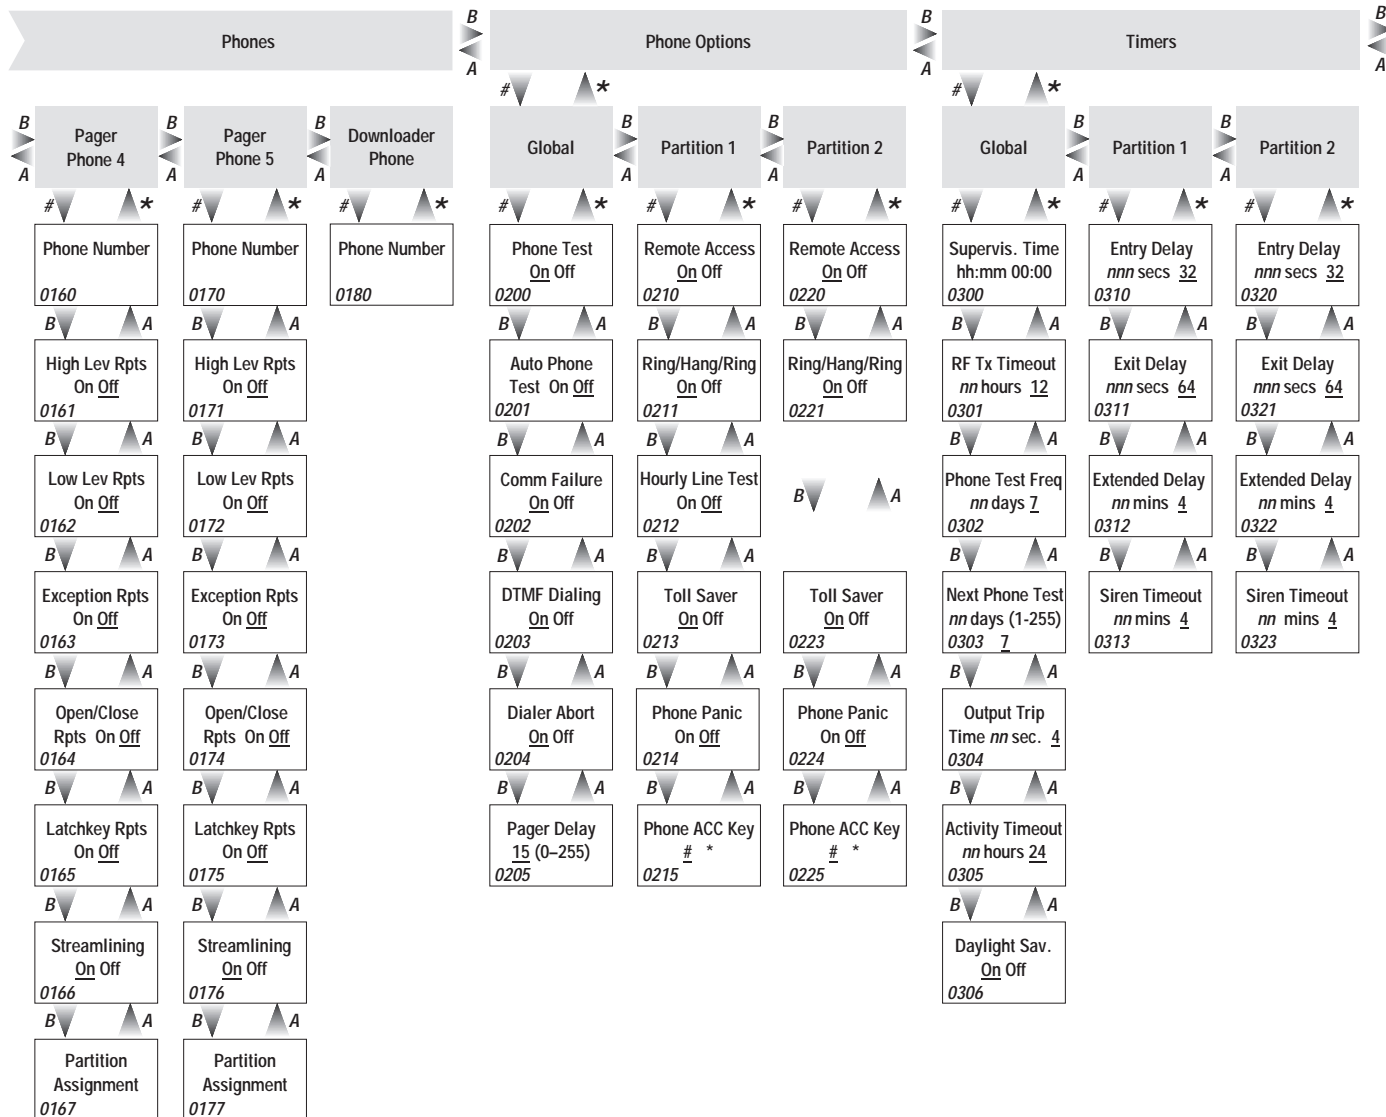 Phones
B
A
Phone Options
B
A
Timers
B
A
# *
# *
B
A
Pager
Phone 4
B
A
Pager
Phone 5
B
A
Downloader
Phone
Global
B
A
Partition 1
B
A
Partition 2
Global
B
A
Partition 1
B
A
Partition 2
# *
# *
# *
# *
# *
# *
# *
# *
# *
Phone Number
0160
B A
High Lev Rpts
On Off
0161
B A
Low Lev Rpts
On Off
0162
B A
Exception Rpts
On Off
0163
B A
Open/Close
Rpts On Off
0164
B A
Latchkey Rpts
On Off
0165
B A
Streamlining
On Off
0166
B A
Partition
Assignment
0167
Phone Number
0170
B A
High Lev Rpts
On Off
0171
B A
Low Lev Rpts
On Off
0172
B A
Exception Rpts
On Off
0173
B A
Open/Close
Rpts On Off
0174
B A
Latchkey Rpts
On Off
0175
B A
Streamlining
On Off
0176
B A
Partition
Assignment
0177
Phone Number
0180
Phone Test
On Off
0200
B A
Auto Phone
Test On Off
0201
B A
Comm Failure
On Off
0202
B A
DTMF Dialing
On Off
0203
B A
Dialer Abort
On Off
0204
B A
Pager Delay
15 (0–255)
0205
Remote Access
On Off
0210
B A
Ring/Hang/Ring
On Off
0211
B A
Hourly Line Test
On Off
0212
B A
Toll Saver
On Off
0213
B A
Phone Panic
On Off
0214
B A
Phone ACC Key
# *
0215
Remote Access
On Off
0220
B A
Ring/Hang/Ring
On Off
0221
B A
Toll Saver
On Off
0223
B A
Phone Panic
On Off
0224
B A
Phone ACC Key
# *
0225
Supervis. Time
hh:mm 00:00
0300
B A
RF Tx Timeout
nn hours 12
0301
B A
Phone Test Freq
nn days 7
0302
B A
Next Phone Test
nn days (1-255)
0303 7
B A
Output Trip
Time nn sec. 4
0304
B A
Activity Timeout
nn hours 24
0305
B A
Daylight Sav.
On Off
0306
Entry Delay
nnn secs 32
0310
B A
Exit Delay
nnn secs 64
0311
B A
Extended Delay
nn mins 4
0312
B A
Siren Timeout
nn mins 4
0313
Entry Delay
nnn secs 32
0320
B A
Exit Delay
nnn secs 64
0321
B A
Extended Delay
nn mins 4
0322
B A
Siren Timeout
nn mins 4
0323